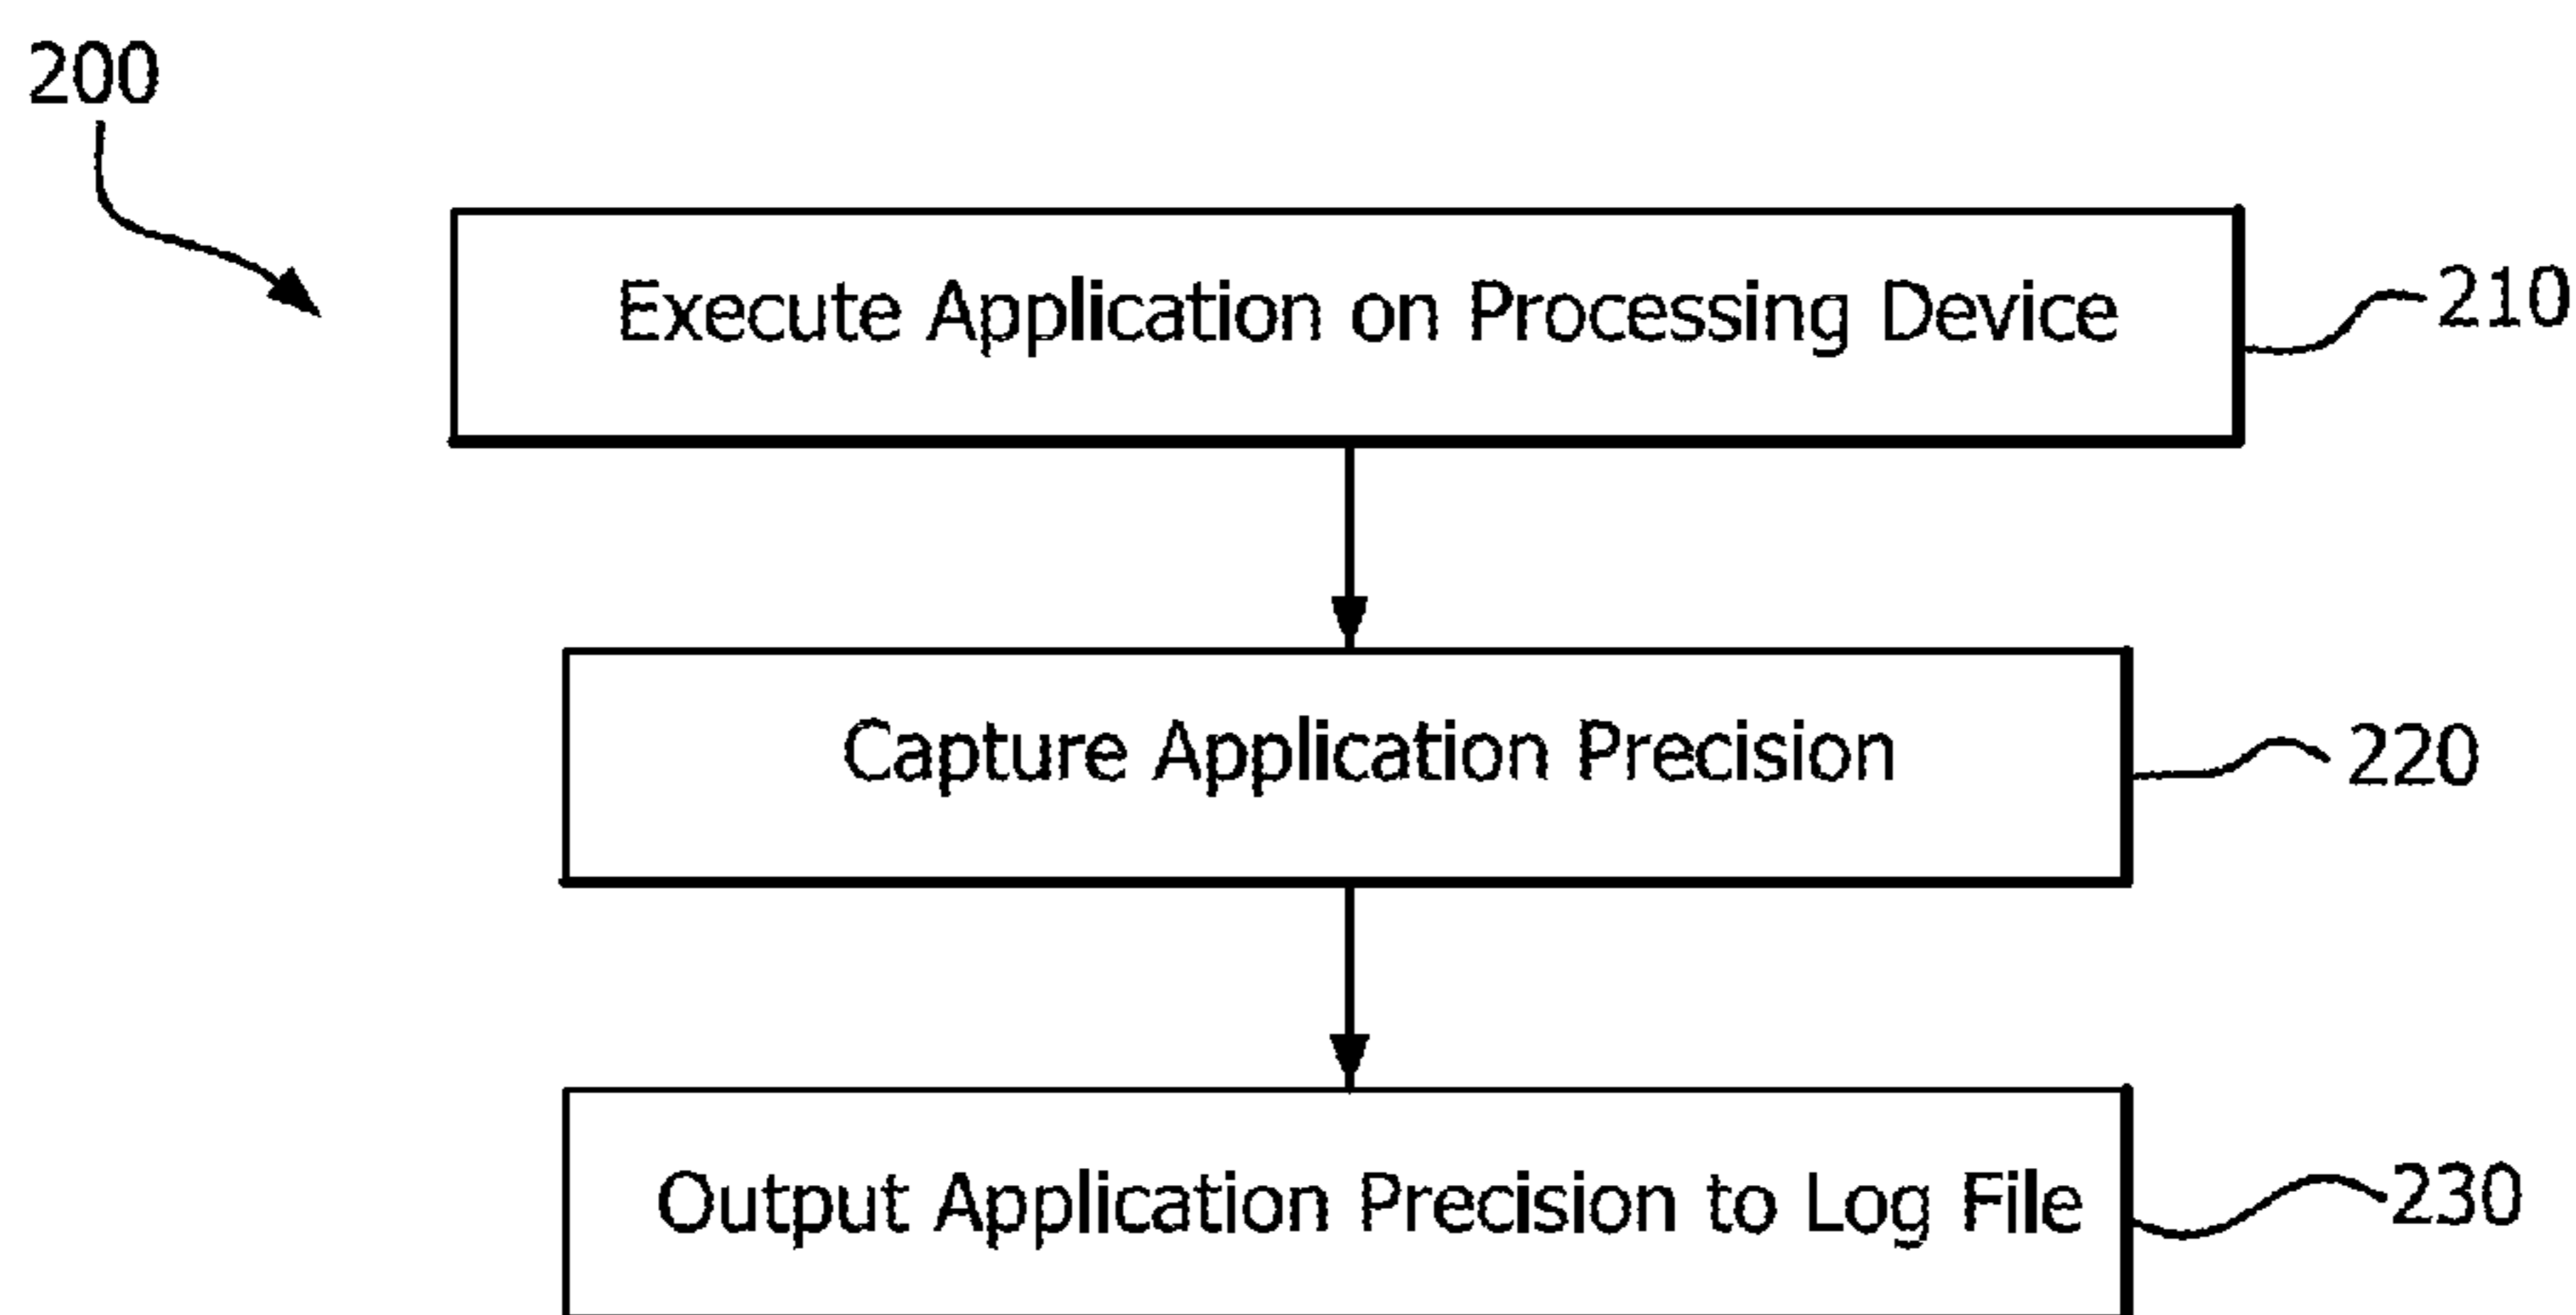 200
Execute Application on Processing Device
210
Capture Application Precision
220
Output Application Precision to Log File
230